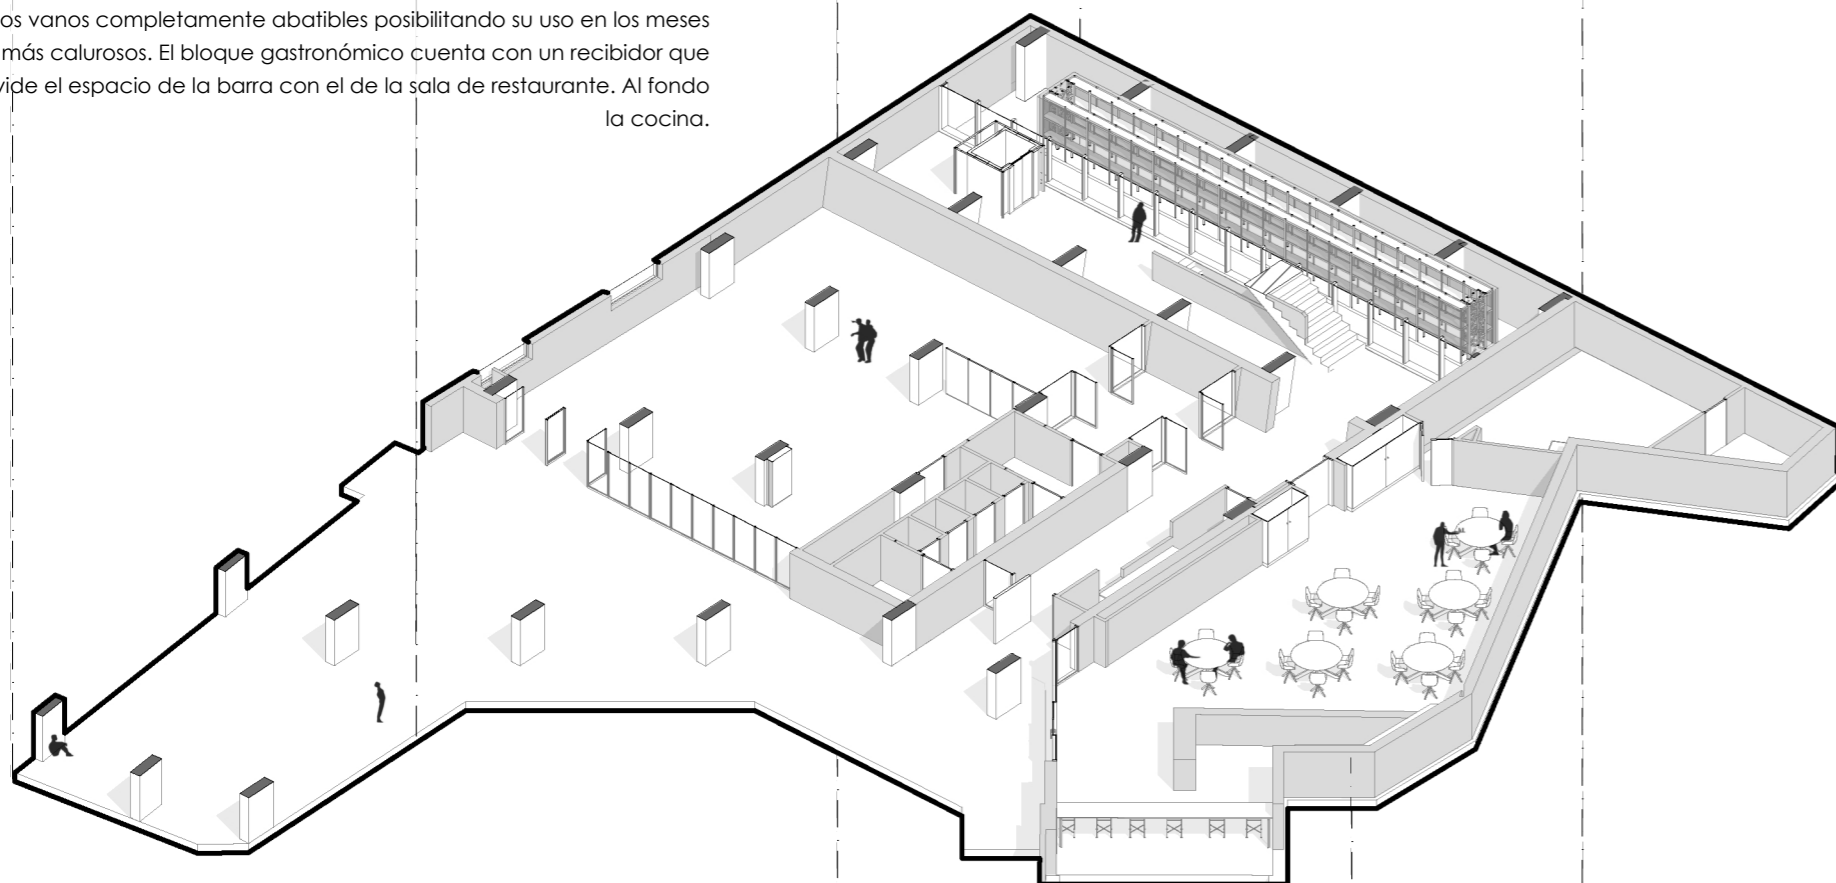 os vanos completamente abatibles posibilitando su uso en los meses
más calurosos. El bloque gastronómico cuenta con un recibidor que
vide el espacio de la barra con el de la sala de restaurante. Al fondo
la cocina.